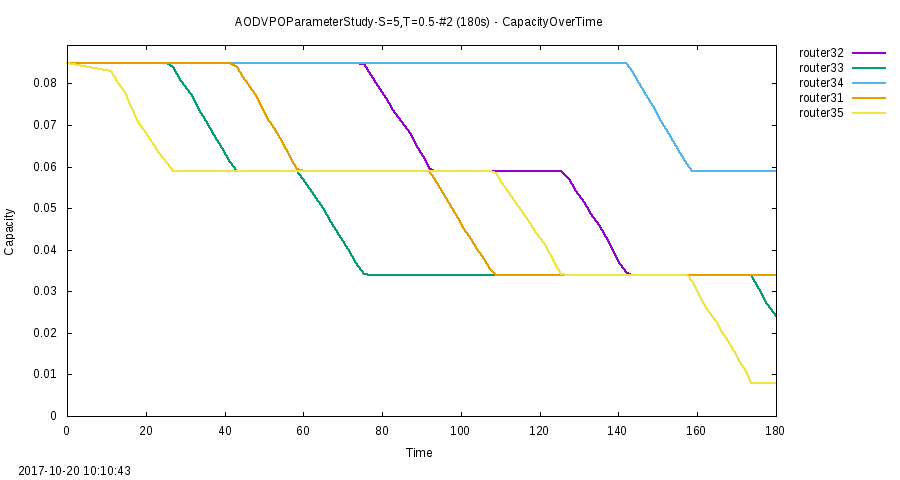 AODVPOParameterStudy-S=5,T=0.5-#2 (180s) - CapacityOverTime
router32
router33
router34
router31
router35
0.08
0.07
0.06
0.05
0.04
0.03
0.02
0.01
0
Capacity
0 20 40 60 80 100 120 140 160 180
Time
2017-10-20 10:10:43